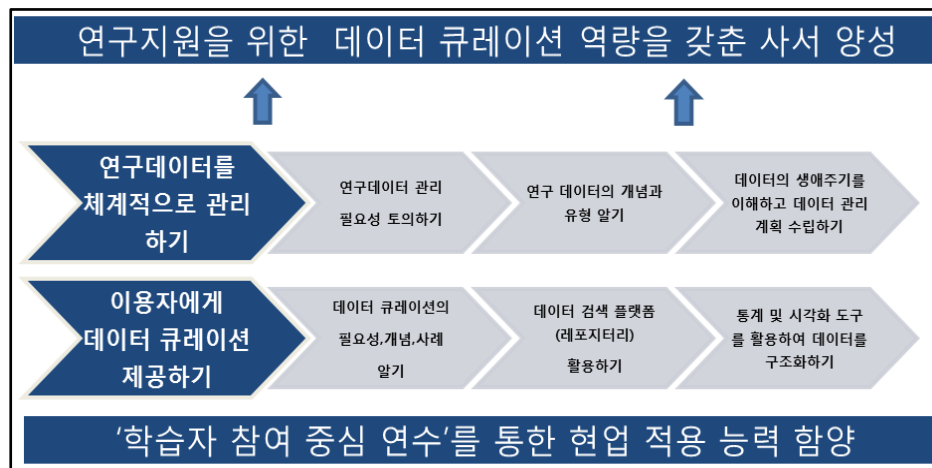 연구지원을 위한 데이터 큐레이션 역량을 갖춘 사서 양성
연구데이터를
체계적으로 관리
하기
연구데이터 관리
필요성 토의하기
연구 데이터의 개념과
유형 알기
데이터의 생애주기를
이해하고 데이터 관리
계획 수립하기
이용자에게
데이터 큐레이션
제공하기
데이터 큐레이션의
필요성,개념,사례
알기
데이터 검색 플랫폼
(레포지터리)
활용하기
통계 및 시각화 도구
를 활용하여 데이터를
구조화하기
'학습자 참여 중심 연수'를 통한 현업 적용 능력 함양